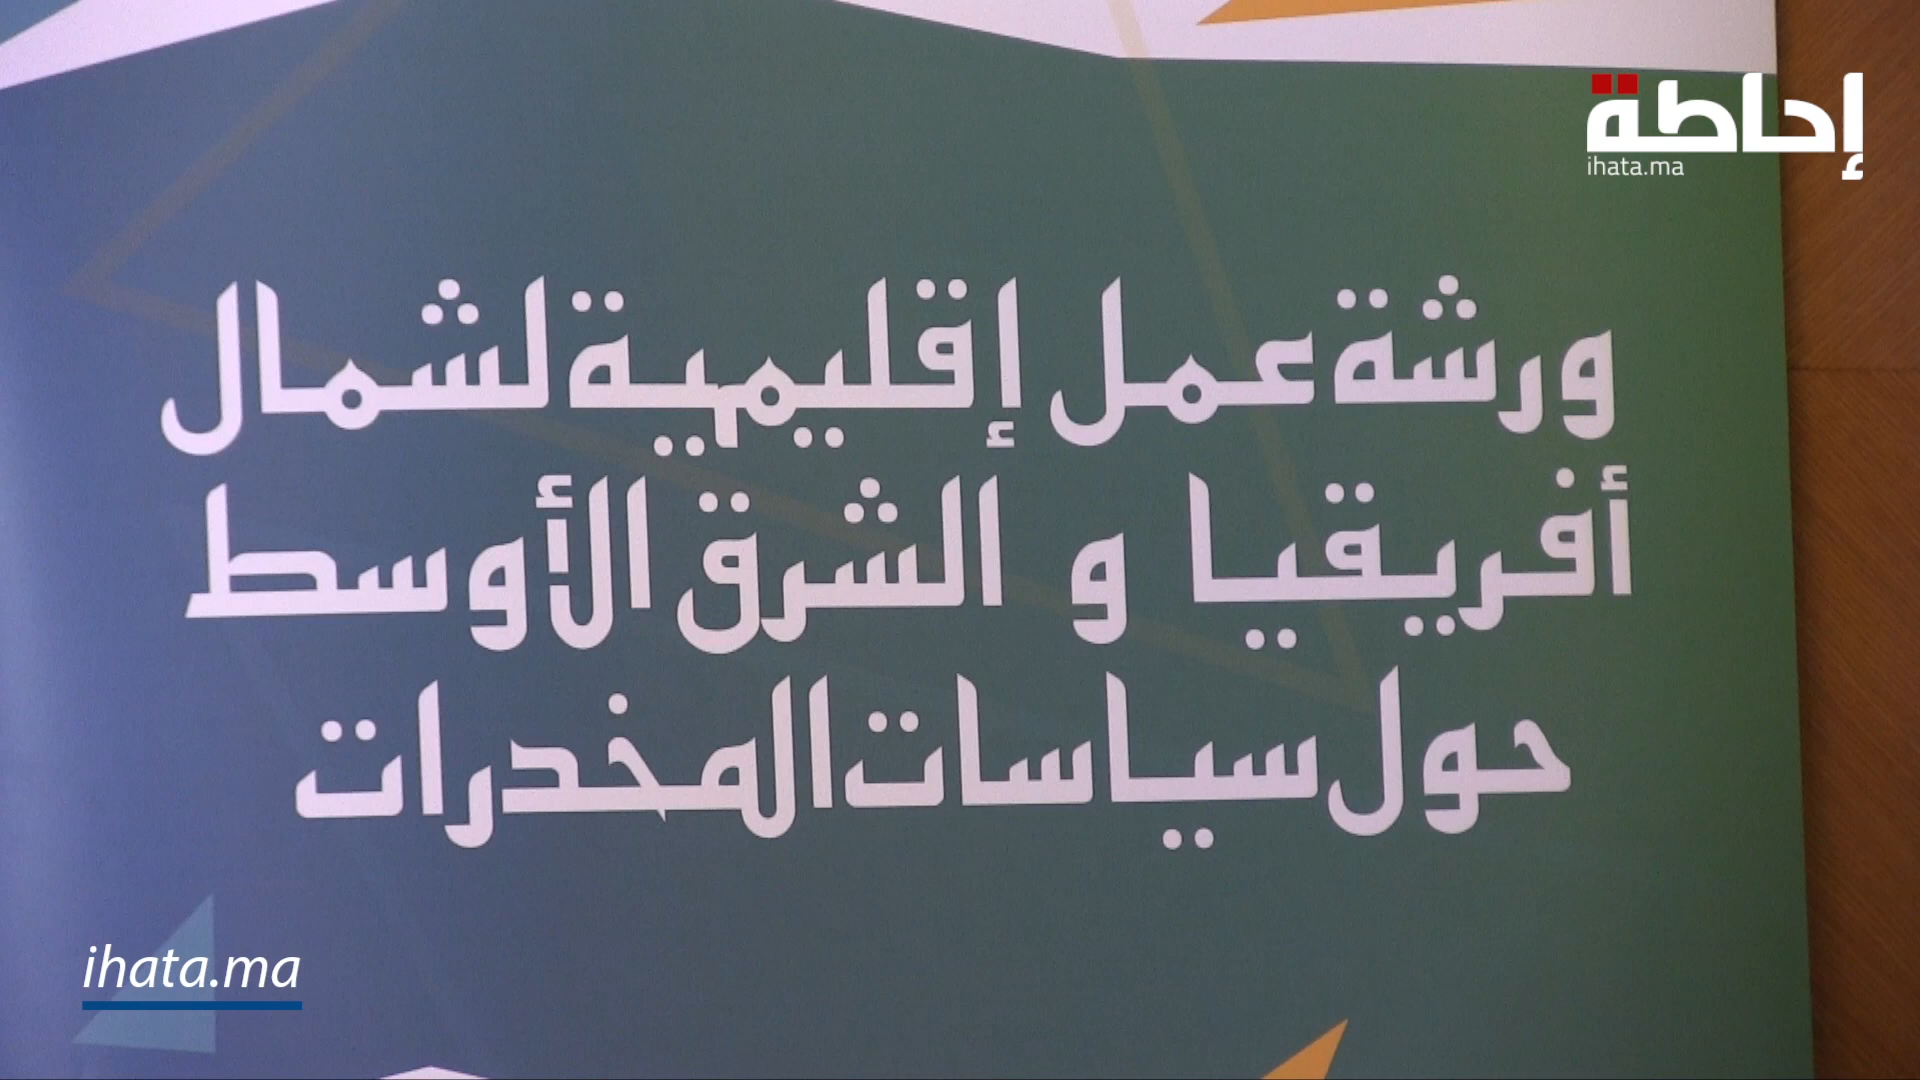 إحاطة
ihata.ma
ورشة عمل إقليمية لشمال
أفريقيا و الشرق الأوسط
حول سياسات المخدرات
ihata.ma